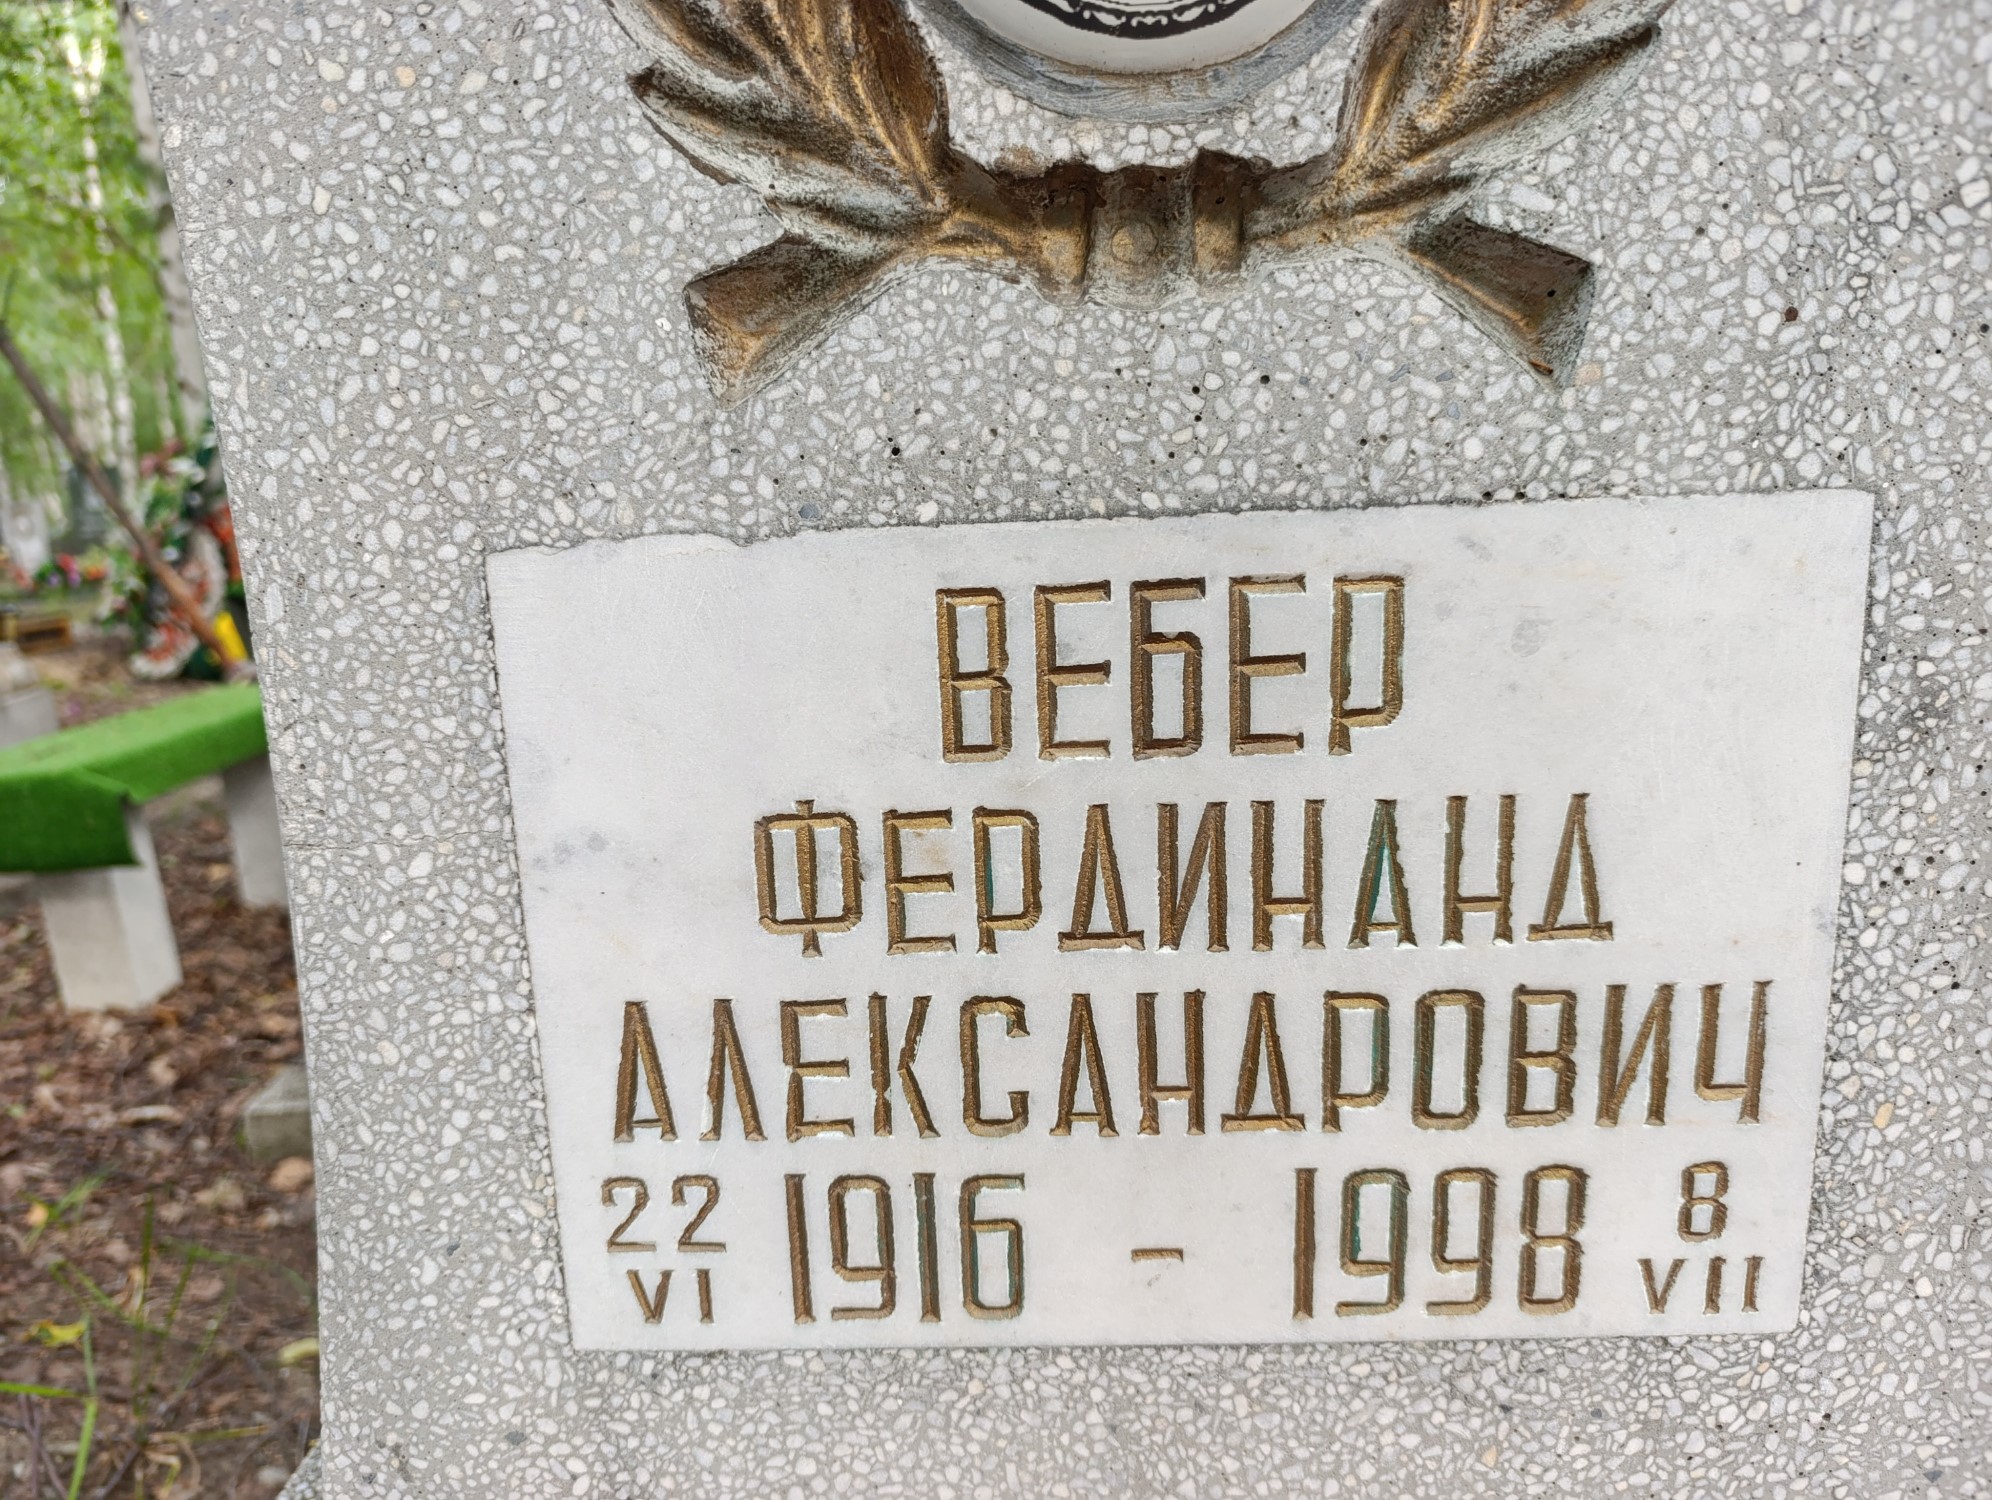 ВЕБЕР
ФЕРДИНАНД
АЛЕКСАНДРОВИЧ
22 VI 1916 - 1998 8 VII